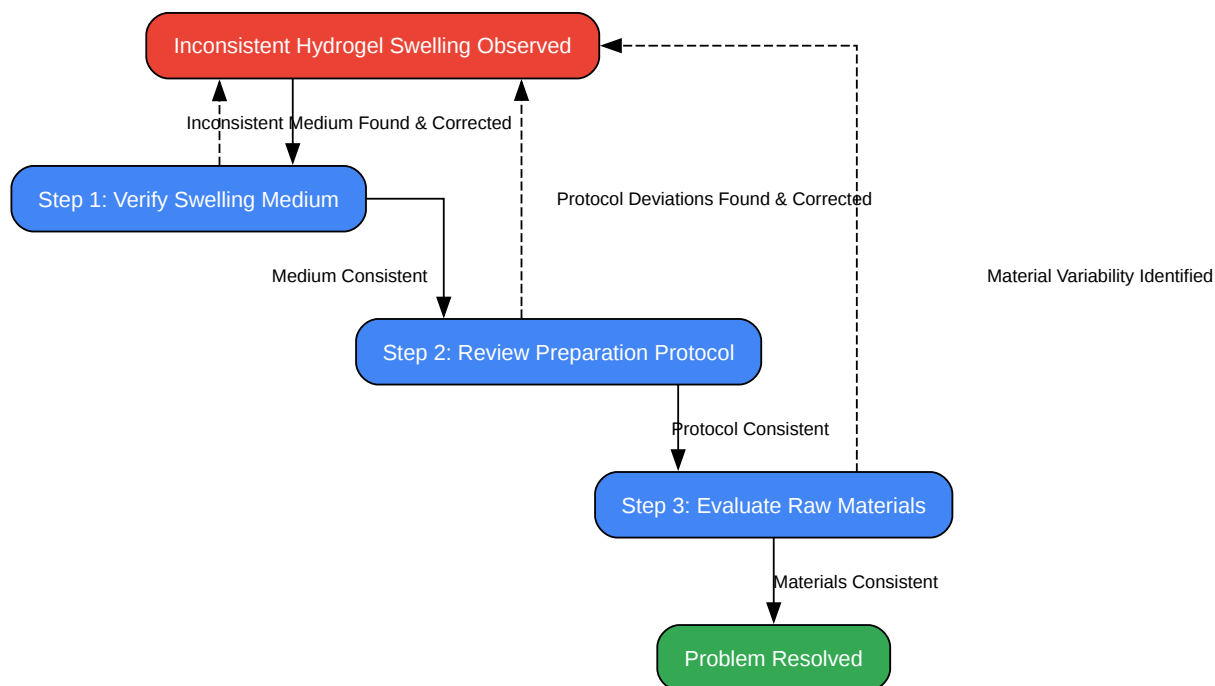 Inconsistent Hydrogel Swelling Observed
Inconsistent Medium Found & Corrected
Step 1: Verify Swelling Medium
Protocol Deviations Found & Corrected
Medium Consistent
Material Variability Identified
Step 2: Review Preparation Protocol
Protocol Consistent
Step 3: Evaluate Raw Materials
Materials Consistent
Problem Resolved